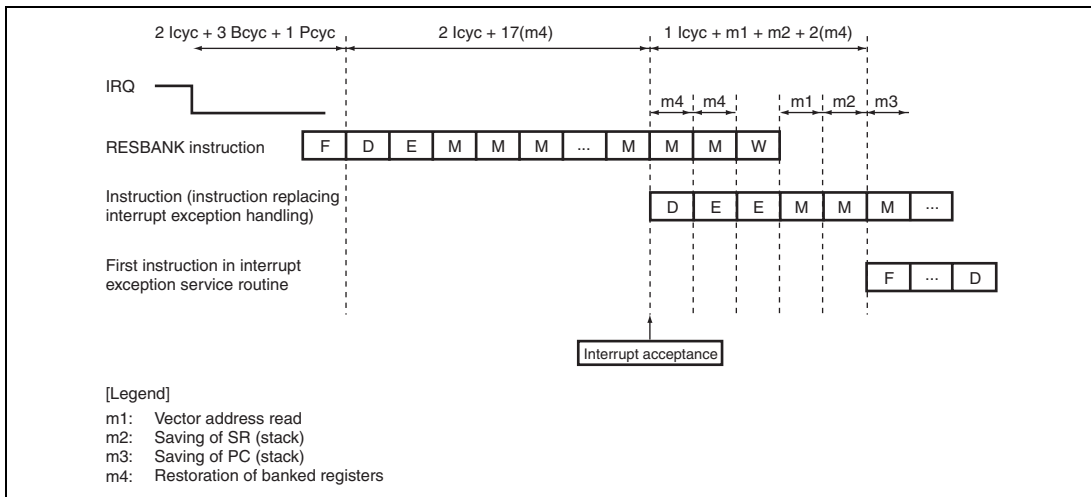 2 Icyc + 3 Bcyc + 1 Pcyc 2 Icyc + 17(m4) 1 Icyc + m1 + m2 + 2(m4)
IRQ
m4 m4 m1 m2 m3
RESBANK instruction F D E M M M ... M M M W
Instruction (instruction replacing
interrupt exception handling) D E E M M M ...
First instruction in interrupt
exception service routine F ... D
Interrupt acceptance
[Legend]
m1: Vector address read
m2: Saving of SR (stack)
m3: Saving of PC (stack)
m4: Restoration of banked registers